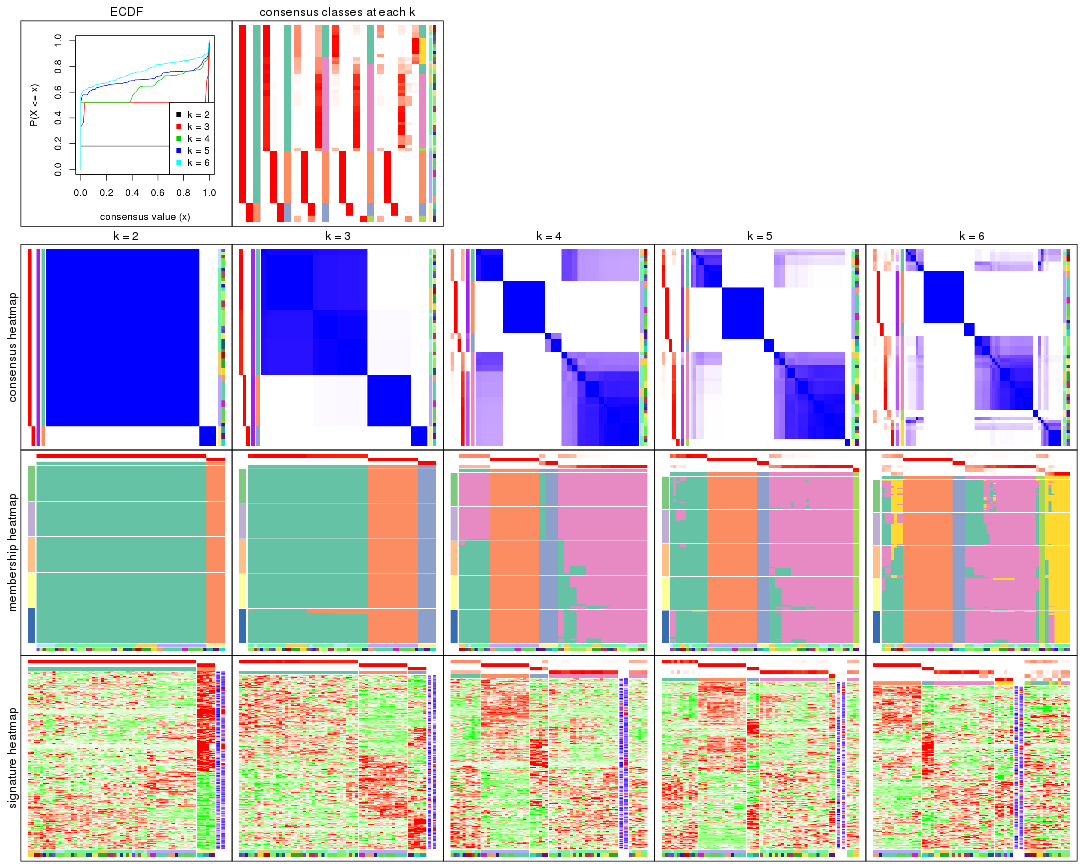 ECDF
consensus classes at each k
P(X <= x)
0.0 0.2 0.4 0.6 0.8 1.0
k = 2
k = 3
k = 4
k = 5
k = 6
0.0 0.2 0.4 0.6 0.8 1.0
consensus value (x)
k = 2
k = 3
k = 4
k = 5
k = 6
consensus heatmap
membership heatmap
signature heatmap